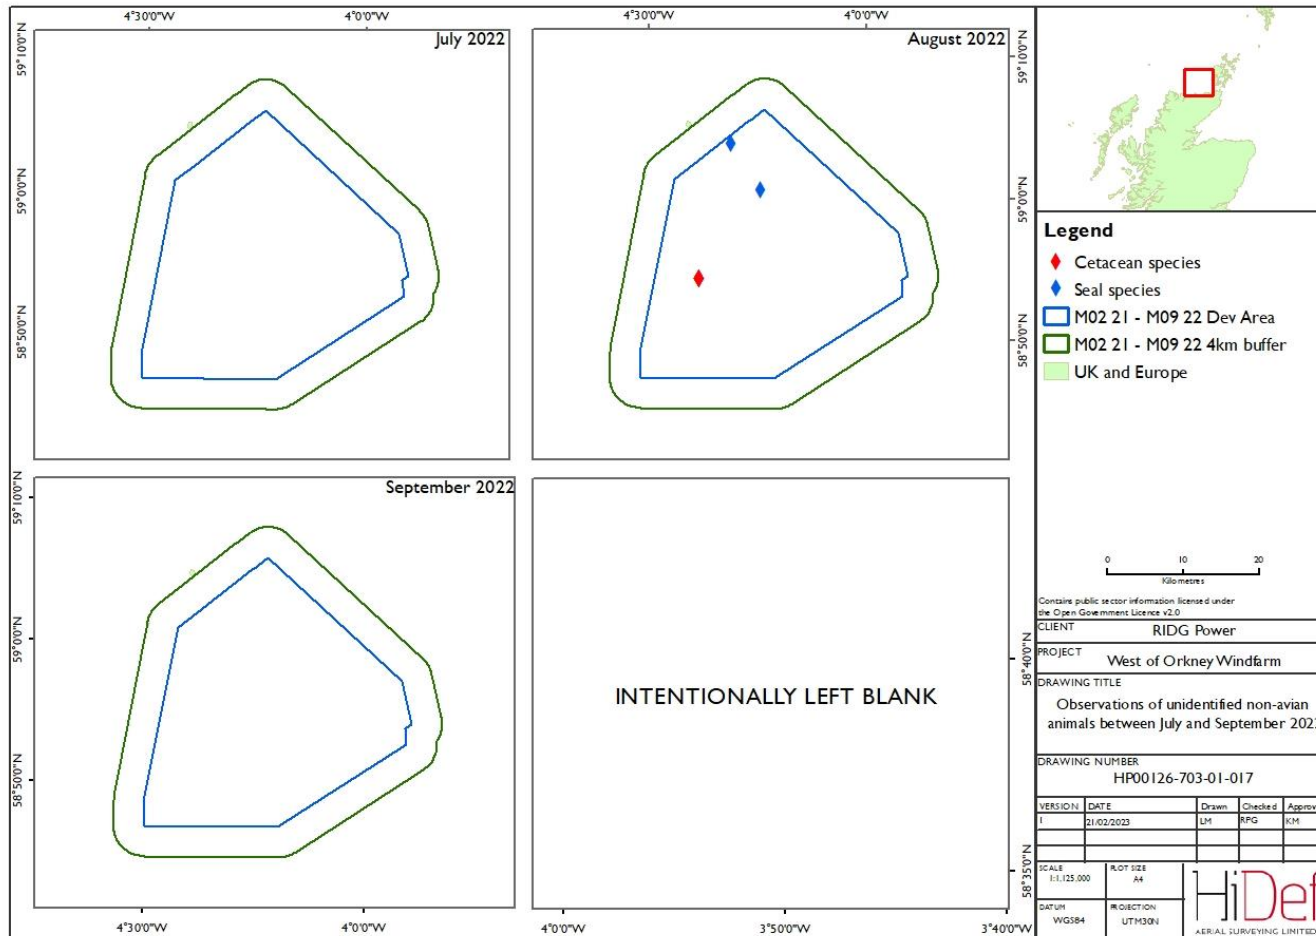 4°30'0"W 4°0'0"W 4°30'0"W 4°0'0"W
July 2022
August 2022
59°10'0"N
59°0'0"N
58°50'0"N
59°10'0"N
59°0'0"N
58°50'0"N
September 2022
59°10'0"N
59°0'0"N
58°50'0"N
INTENTIONALLY LEFT BLANK
58°40'0"N
58°35'0"N
4°30'0"W 4°0'0"W 4°0'0"W 3°50'0"W 3°40'0"W
Legend
Cetacean species
Seal species
M02 21 - M09 22 Dev Area
M02 21 - M09 22 4km buffer
UK and Europe
0 10 20
Kilometres
Contains public sector information licensed under
the Open Government Licence v2.0
CLIENT
RIDG Power
PROJECT
West of Orkney Windfarm
DRAWING TITLE
Observations of unidentified non-avian
animals between July and September 202
DRAWING NUMBER
HP00126-703-01-017
VERSION DATE Drawn Checked Approv
1 21/02/2023 LM RPG KM
SCALE PLOT SIZE
1:1,125,000 A4
DATUM PROJECTION
WGS84 UTM30N
HiDef
AERIAL SURVEYING LIMITED